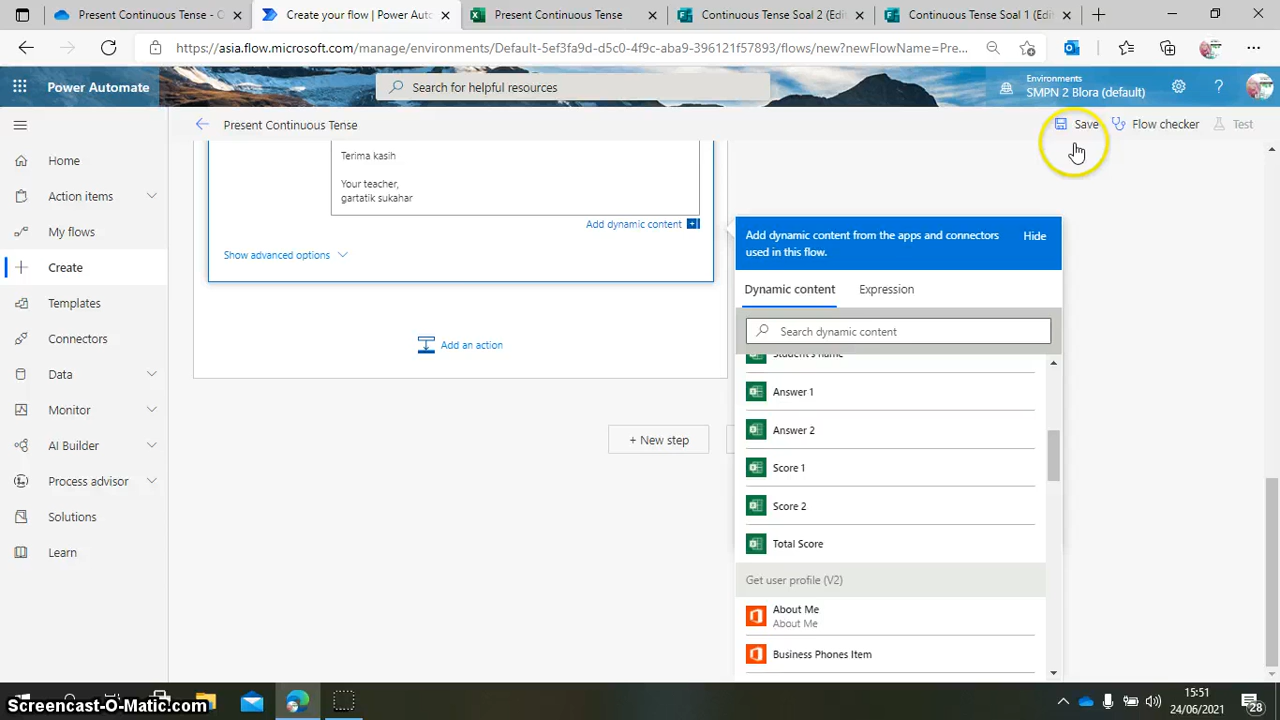 Present Continuous Tense - C
Create your flow | Power Auto
Present Continuous Tense
Continuous Tense Soal 2 (Edi
Continuous Tense Soal 1 (Edi
https://asia.flow.microsoft.com/manage/environments/Default-5ef3fa9d-d5c0-4f9c-aba9-396121f57893/flows/new?newFlowName=Pre...
Power Automate
Search for helpful resources
Environments
SMPN 2 Blora (default)
Present Continuous Tense
Save
Flow checker
Test
Home
Action items
My flows
Create
Templates
Connectors
Data
Monitor
AI Builder
Process advisor
Solutions
Learn
Terima kasih
Your teacher,
gartatik sukahar
Add dynamic content
Show advanced options
Add an action
+ New step
Add dynamic content from the apps and connectors
used in this flow.
Hide
Dynamic content
Expression
Search dynamic content
Student's name
Answer 1
Answer 2
Score 1
Score 2
Total Score
Get user profile (V2)
About Me
About Me
Business Phones Item
Screencast-O-Matic.com
15:51
24/06/2021
28